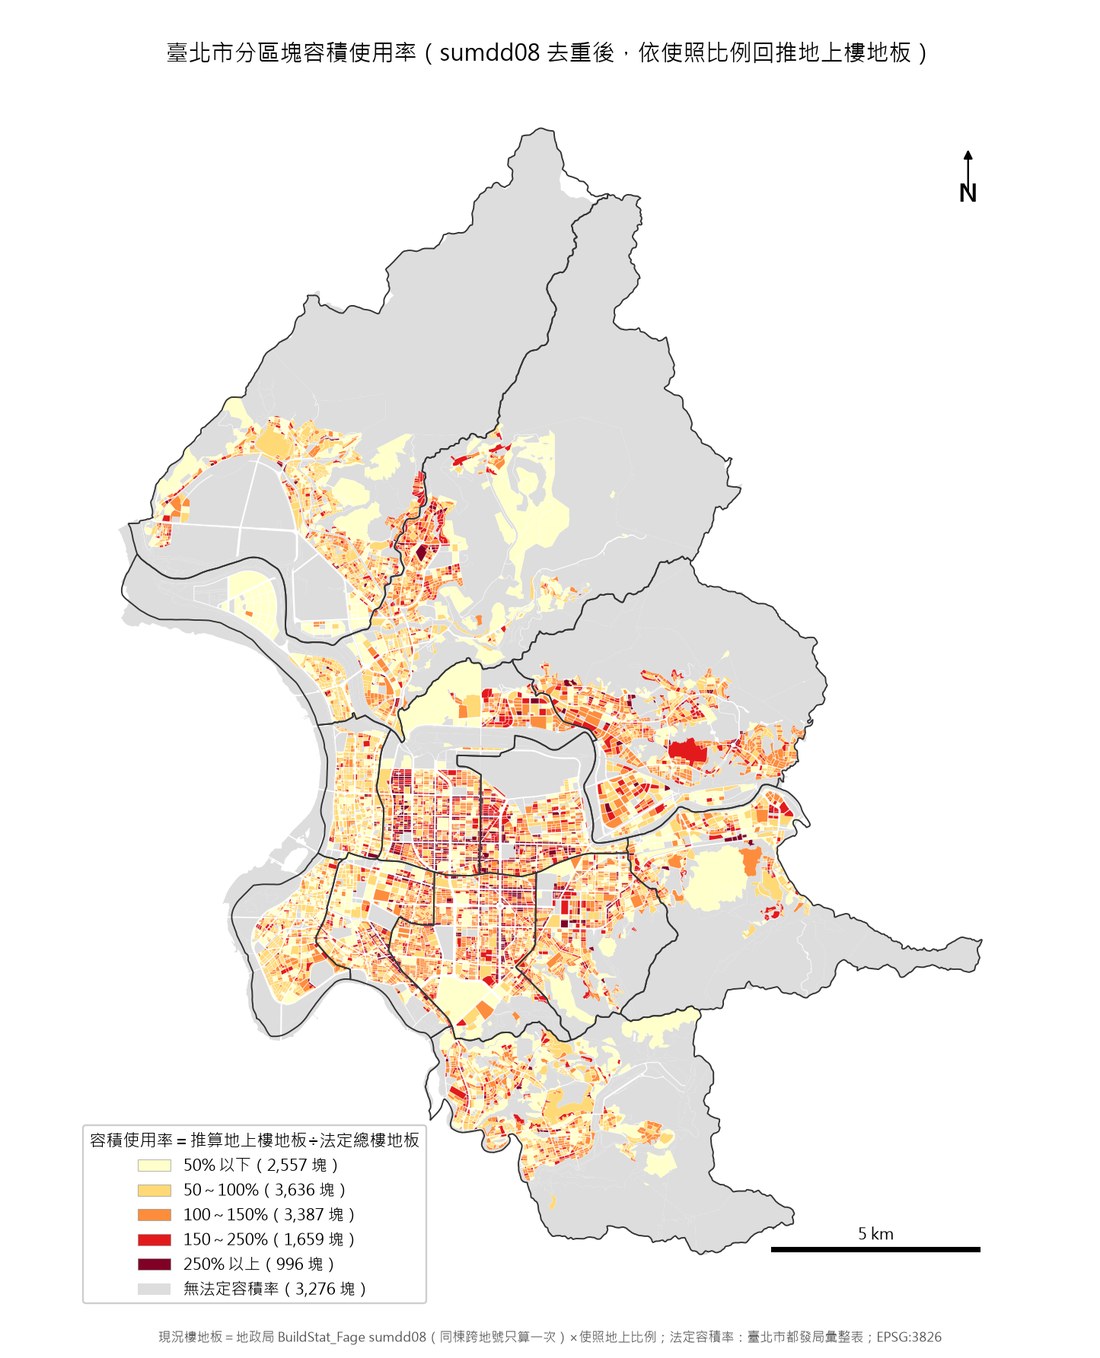 臺北市分區塊容積使用率（sumdd08 去重後，依使照比例回推地上樓地板）
N
5 km
容積使用率＝推算地上樓地板÷法定總樓地板
50% 以下（2,557 塊）
50～100%（3,636 塊）
100～150%（3,387 塊）
150～250%（1,659 塊）
250% 以上（996 塊）
無法定容積率（3,276 塊）
現況樓地板＝地政局 BuildStat_Fage sumdd08（同棟跨地號只算一次）×使照地上比例；法定容積率：臺北市都發局彙整表；EPSG:3826